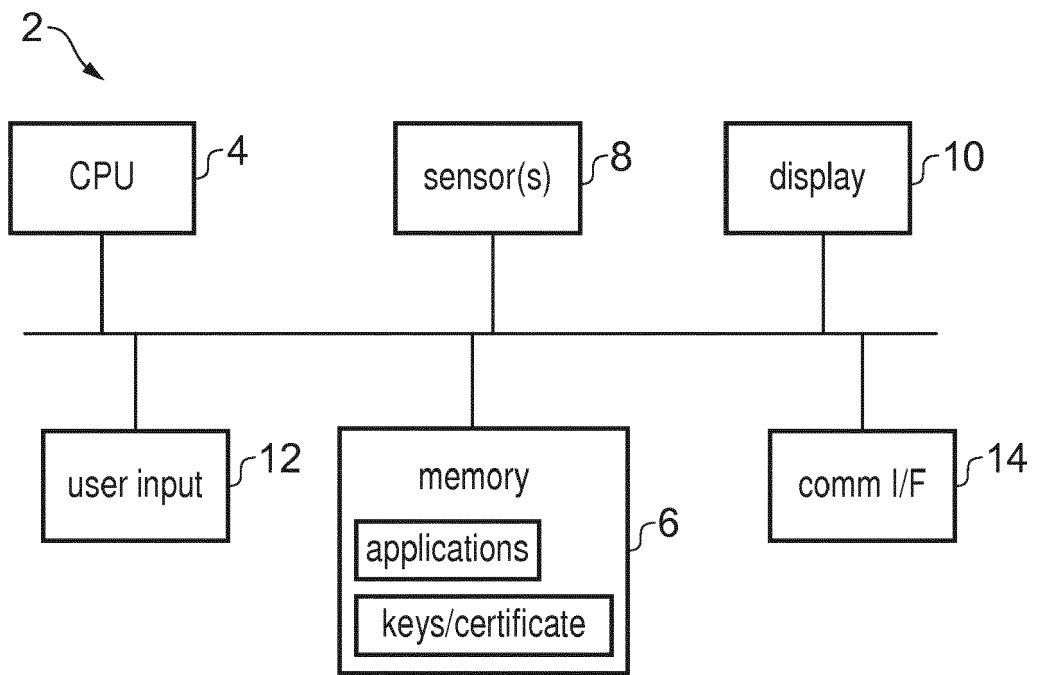 2
CPU
4
sensor(s)
8
display
10
user input
12
memory
applications
keys/certificate
6
comm I/F
14